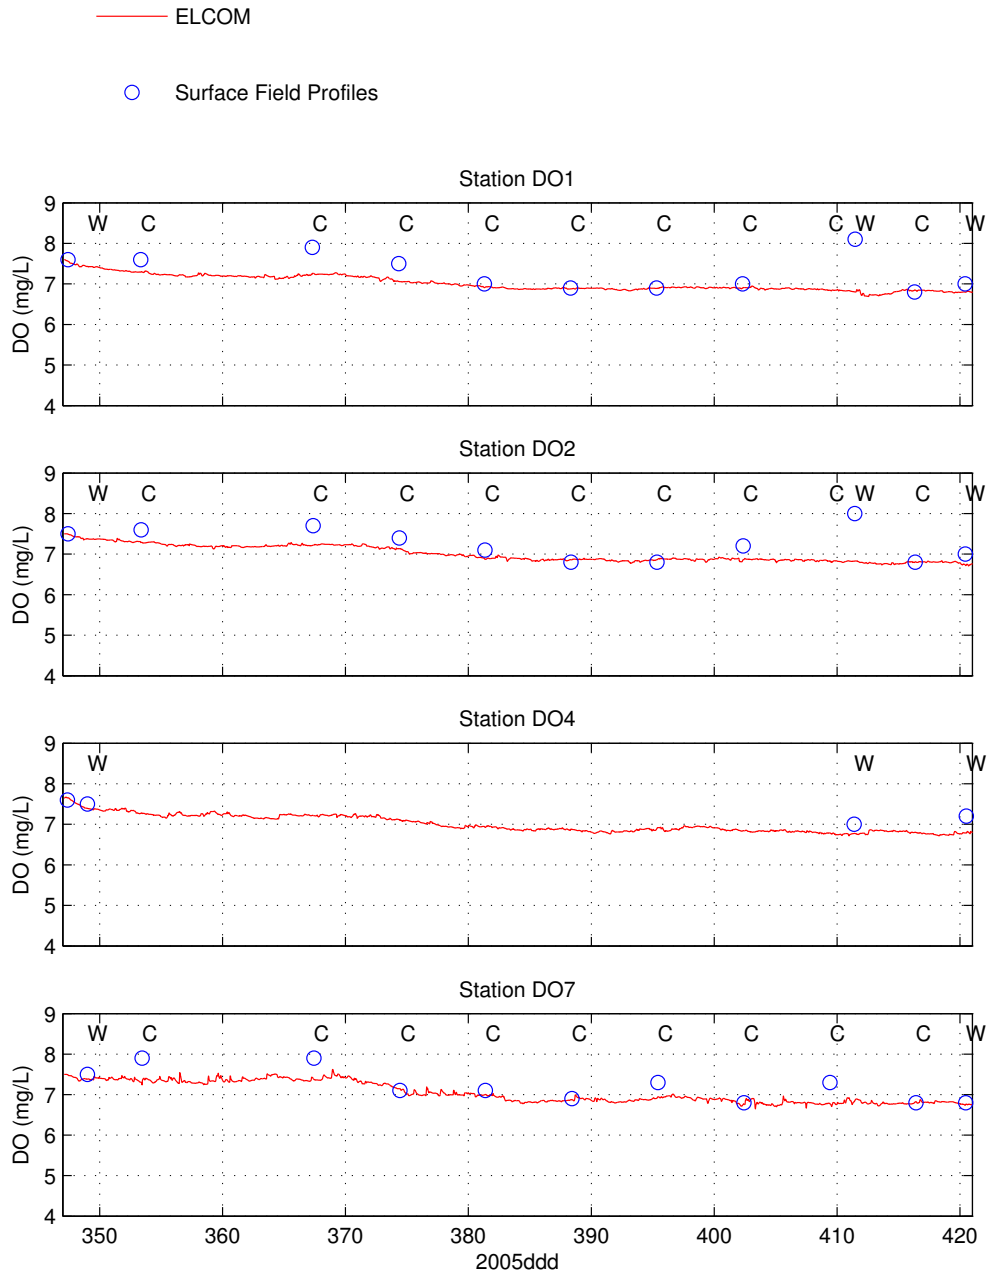 ELCOM
Surface Field Profiles
Station DO1
9
8
7
6
5
4
DO (mg/L)
W C C C C C C C C W C W
Station DO2
9
8
7
6
5
4
DO (mg/L)
W C C C C C C C C W C W
Station DO4
9
8
7
6
5
4
DO (mg/L)
W W W
Station DO7
9
8
7
6
5
4
DO (mg/L)
W C C C C C C C C C W
350 360 370 380 390 400 410 420
2005ddd